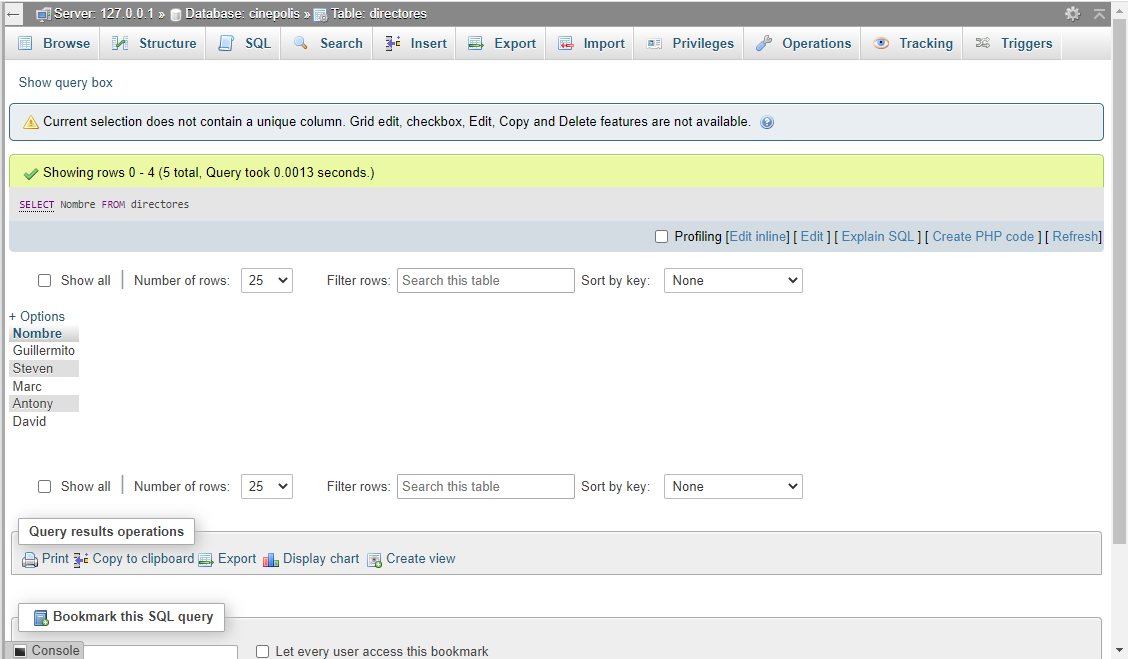 Server: 127.0.0.1 » Database: cinepolis » Table: directores
Browse Structure SQL Search Insert Export Import Privileges Operations Tracking Triggers
Show query box
Current selection does not contain a unique column. Grid edit, checkbox, Edit, Copy and Delete features are not available.
Showing rows 0 - 4 (5 total, Query took 0.0013 seconds.)
SELECT Nombre FROM directores
Profiling [Edit inline] [ Edit ] [ Explain SQL ] [ Create PHP code ] [ Refresh]
Show all Number of rows: 25 Filter rows: Search this table Sort by key: None
+ Options
Nombre
Guillermito
Steven
Marc
Antony
David
Show all Number of rows: 25 Filter rows: Search this table Sort by key: None
Query results operations
Print Copy to clipboard Export Display chart Create view
Bookmark this SQL query
Console Let every user access this bookmark